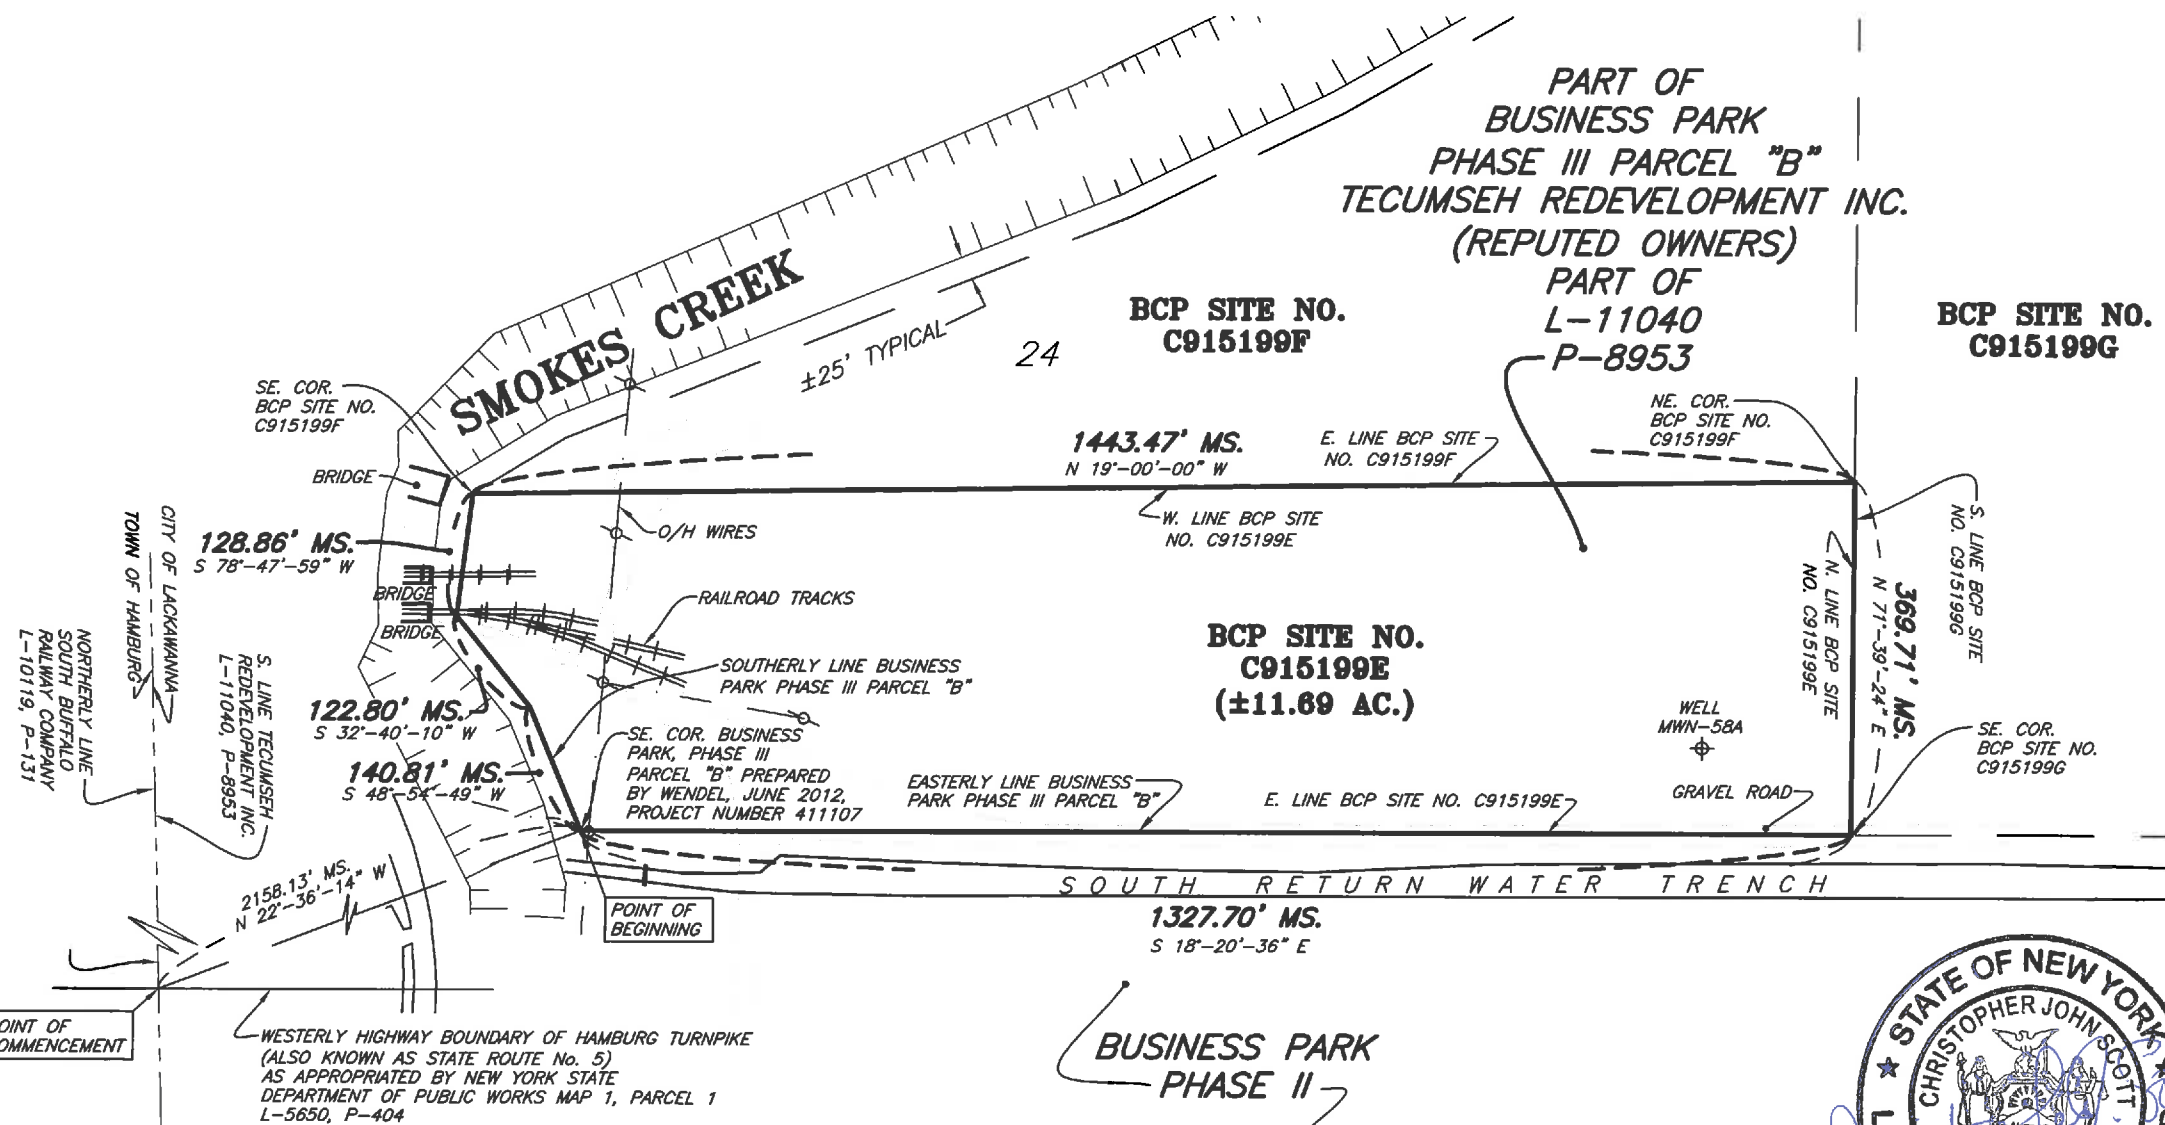 PART OF
BUSINESS PARK
PHASE III PARCEL "B"
TECUMSEH REDEVELOPMENT INC.
(REPUTED OWNERS)
PART OF
L-11040
P-8953
SMOKES CREEK
±25' TYPICAL
24
BCP SITE NO.
C915199F
BCP SITE NO.
C915199G
SE. COR.
BCP SITE NO.
C915199F
BRIDGE
NE. COR.
BCP SITE NO.
C915199F
1443.47' MS.
N 19°-00'-00" W
E. LINE BCP SITE
NO. C915199F
W. LINE BCP SITE
NO. C915199E
O/H WIRES
128.86' MS.
S 78°-47'-59" W
BRIDGE
BRIDGE
RAILROAD TRACKS
CITY OF LACKAWANNA
TOWN OF HAMBURG
S. LINE BCP SITE
NO. C915199G
N. LINE BCP SITE
NO. C915199E
369.71' MS.
N 71°-39'-24" E
BCP SITE NO.
C915199E
(±11.69 AC.)
NORTHERLY LINE
SOUTH BUFFALO
RAILWAY COMPANY
L-10119, P-131
S. LINE TECUMSEH
REDEVELOPMENT INC.
L-11040, P-8953
SOUTHERLY LINE BUSINESS
PARK PHASE III PARCEL "B"
122.80' MS.
S 32°-40'-10" W
WELL
MWN-58A
SE. COR.
BCP SITE NO.
C915199G
SE. COR. BUSINESS
PARK, PHASE III
PARCEL "B" PREPARED
BY WENDEL, JUNE 2012,
PROJECT NUMBER 411107
140.81' MS.
S 48°-54'-49" W
EASTERLY LINE BUSINESS
PARK PHASE III PARCEL "B"
E. LINE BCP SITE NO. C915199E
GRAVEL ROAD
2158.13' MS.
N 22°-36'-14" W
SOUTH RETURN WATER TRENCH
POINT OF
BEGINNING
1327.70' MS.
S 18°-20'-36" E
OINT OF
OMMENCEMENT
WESTERLY HIGHWAY BOUNDARY OF HAMBURG TURNPIKE
(ALSO KNOWN AS STATE ROUTE No. 5)
AS APPROPRIATED BY NEW YORK STATE
DEPARTMENT OF PUBLIC WORKS MAP 1, PARCEL 1
L-5650, P-404
BUSINESS PARK
PHASE II
STATE OF NEW YORK
CHRISTOPHER JOHN SCOTT